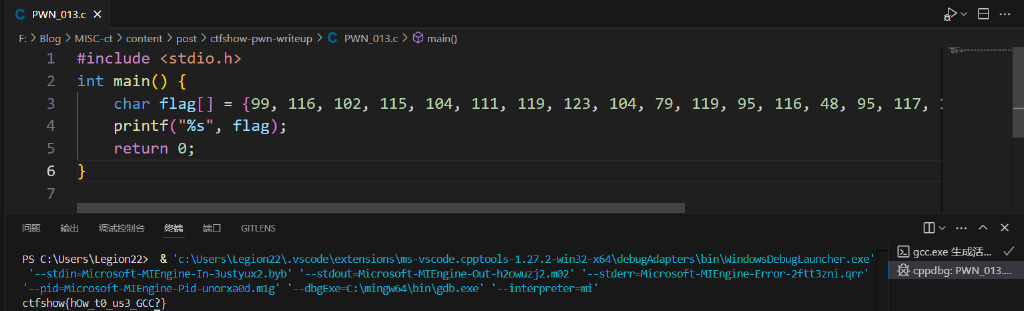 PWN_013.c
F: > Blog > MISC-ct > content > post > ctfshow-pwn-writeup > C PWN_013.c > main()
1 #include <stdio.h>
2 int main() {
3 char flag[] = {99, 116, 102, 115, 104, 111, 119, 123, 104, 79, 119, 95, 116, 48, 95, 117,
4 printf("%s", flag);
5 return 0;
6 }
7
问题 输出 调试控制台 终端 端口 GITLENS
PS C:\Users\Legion22> & 'c:\Users\Legion22\.vscode\extensions\ms-vscode.cpptools-1.27.2-win32-x64\debugAdapters\bin\WindowsDebugLauncher.exe'
'--stdin=Microsoft-MIEngine-In-3ustyux2.byb' '--stdout=Microsoft-MIEngine-Out-h2owuzj2.m02' '--stderr=Microsoft-MIEngine-Error-2ftt3zni.qrr'
'--pid=Microsoft-MIEngine-Pid-unorxa0d.m1g' '--dbgExe=C:\mingw64\bin\gdb.exe' '--interpreter=mi'
ctfshow{hOw_t0_us3_GCC?}
gcc.exe 生成活...
cppdbg: PWN_013....